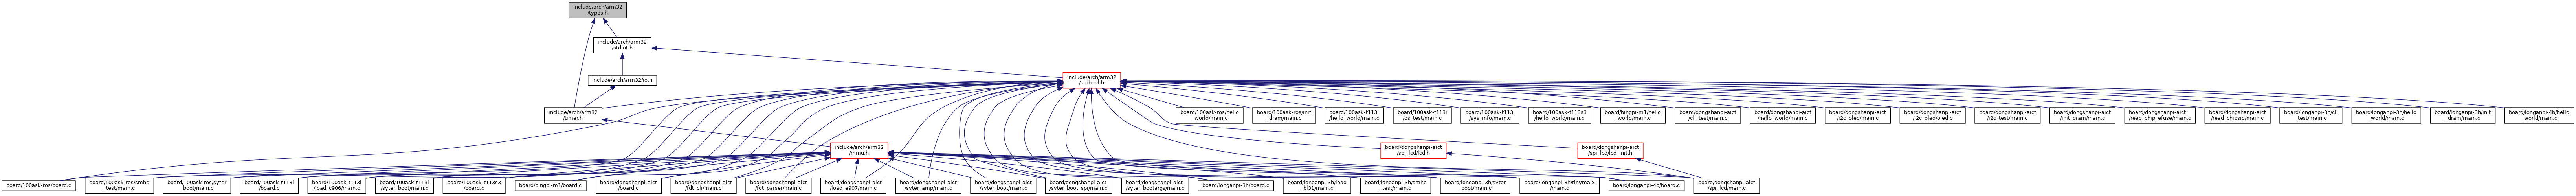 include/arch/arm32
/types.h
include/arch/arm32
/stdint.h
include/arch/arm32/io.h
include/arch/arm32
/stdbool.h
include/arch/arm32
/timer.h
board/100ask-ros/hello
_world/main.c
board/100ask-ros/init
_dram/main.c
board/100ask-t113i
/hello_world/main.c
board/100ask-t113i
/os_test/main.c
board/100ask-t113i
/sys_info/main.c
board/100ask-t113s3
/hello_world/main.c
board/bingpi-m1/hello
_world/main.c
board/dongshanpi-aict
/cli_test/main.c
board/dongshanpi-aict
/hello_world/main.c
board/dongshanpi-aict
/i2c_oled/main.c
board/dongshanpi-aict
/i2c_oled/oled.c
board/dongshanpi-aict
/i2c_test/main.c
board/dongshanpi-aict
/init_dram/main.c
board/dongshanpi-aict
/read_chip_efuse/main.c
board/dongshanpi-aict
/read_chipsid/main.c
board/longanpi-3h/cli
_test/main.c
board/longanpi-3h/hello
_world/main.c
board/longanpi-3h/init
_dram/main.c
board/longanpi-4b/hello
_world/main.c
include/arch/arm32
/mmu.h
board/dongshanpi-aict
/spi_lcd/lcd.h
board/dongshanpi-aict
/spi_lcd/lcd_init.h
board/100ask-ros/board.c
board/100ask-ros/smhc
_test/main.c
board/100ask-ros/syter
_boot/main.c
board/100ask-t113i
/board.c
board/100ask-t113i
/load_c906/main.c
board/100ask-t113i
/syter_boot/main.c
board/100ask-t113s3
/board.c
board/bingpi-m1/board.c
board/dongshanpi-aict
/board.c
board/dongshanpi-aict
/fdt_cli/main.c
board/dongshanpi-aict
/fdt_parser/main.c
board/dongshanpi-aict
/load_e907/main.c
board/dongshanpi-aict
/syter_amp/main.c
board/dongshanpi-aict
/syter_boot/main.c
board/dongshanpi-aict
/syter_boot_spi/main.c
board/dongshanpi-aict
/syter_bootargs/main.c
board/longanpi-3h/board.c
board/longanpi-3h/load
_bl31/main.c
board/longanpi-3h/smhc
_test/main.c
board/longanpi-3h/syter
_boot/main.c
board/longanpi-3h/tinymaix
/main.c
board/longanpi-4b/board.c
board/dongshanpi-aict
/spi_lcd/main.c